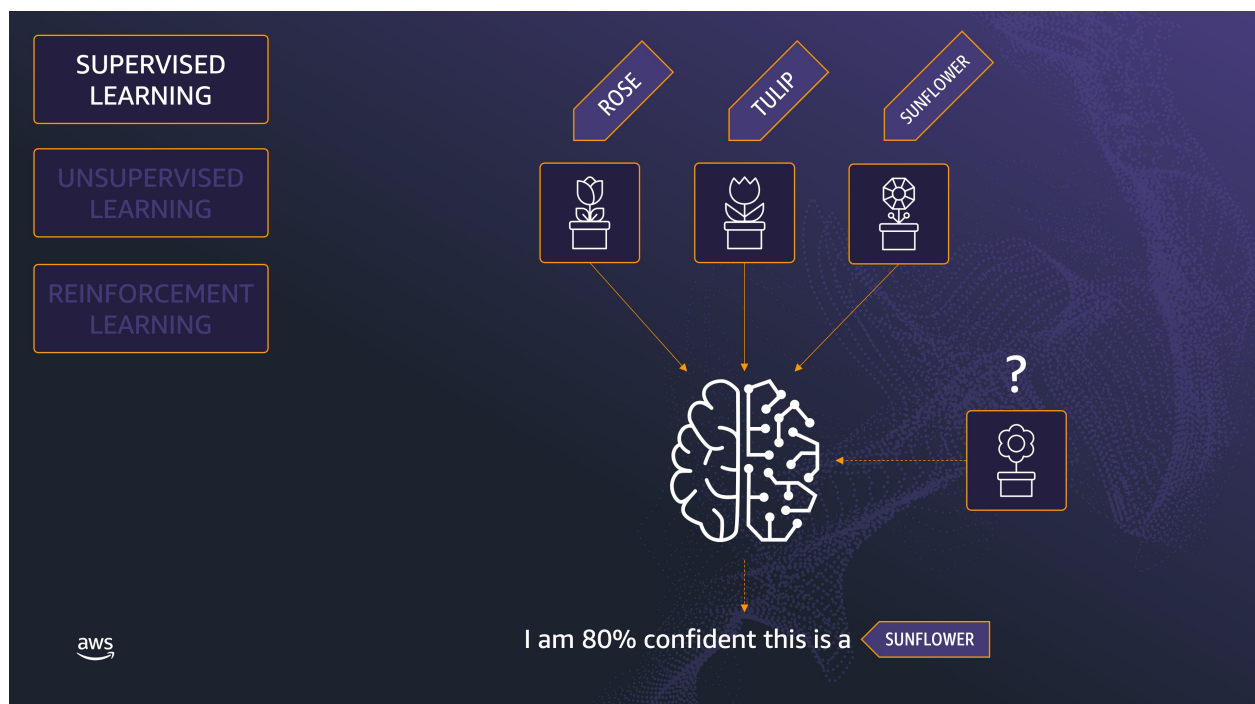 SUPERVISED
LEARNING
UNSUPERVISED
LEARNING
REINFORCEMENT
LEARNING
ROSE
TULIP
SUNFLOWER
?
I am 80% confident this is a SUNFLOWER
aws